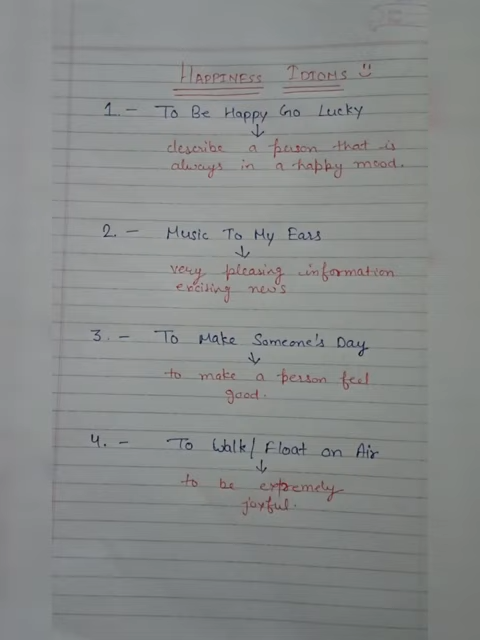 HAPPINESS IDIOMS
1. - To Be Happy Go Lucky
describe a person that is
always in a happy mood.
2. - Music To My Ears
very pleasing information
exciting news
3. - To Make Someone's Day
to make a person feel
good.
4. - To Walk/Float on Air
to be extremely
joyful.